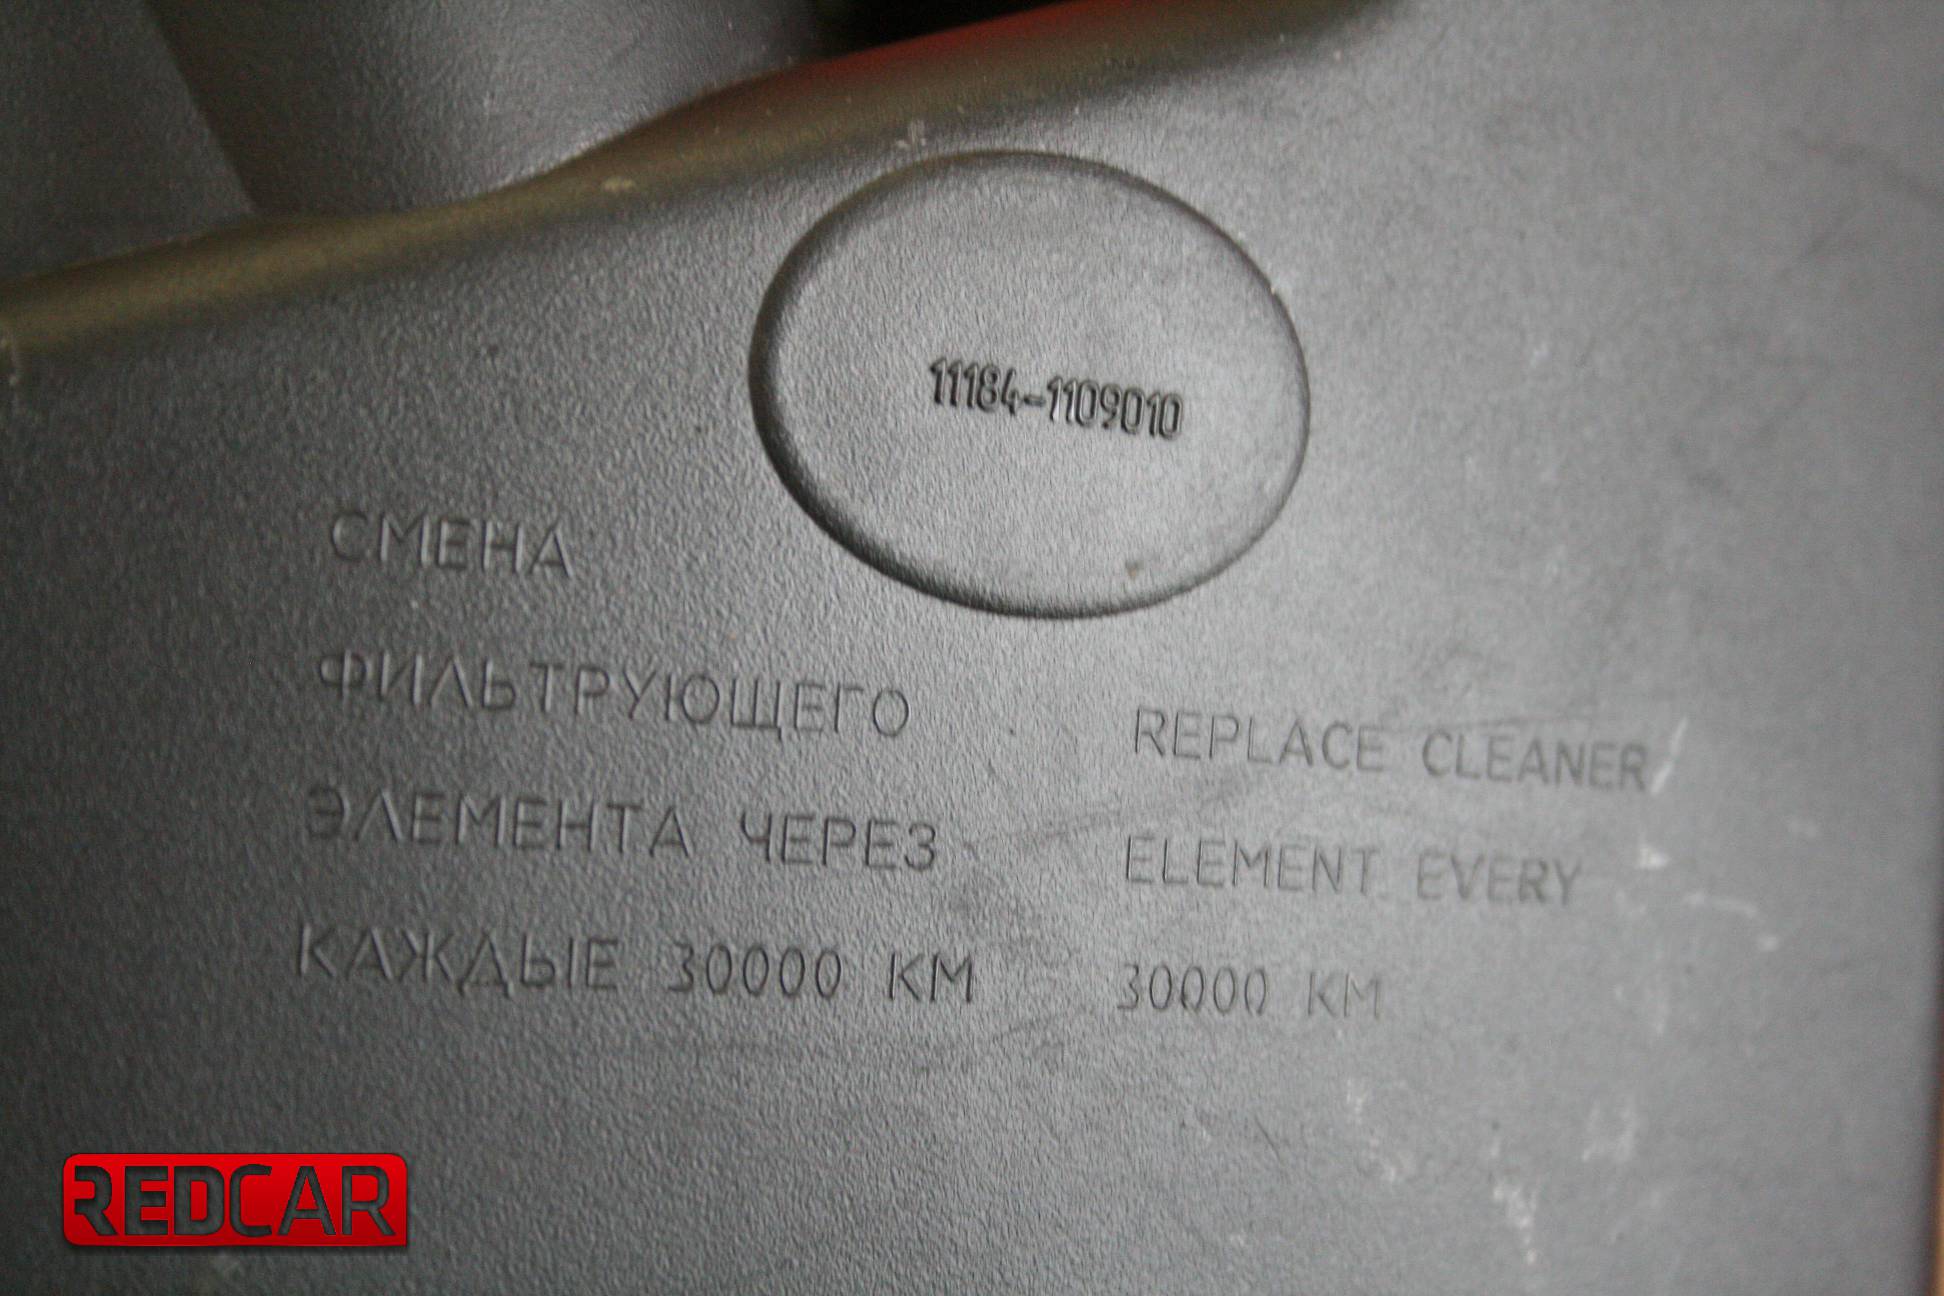 11184-1109010
СМЕНА
ФИЛЬТРУЮЩЕГО
ЭЛЕМЕНТА ЧЕРЕЗ
КАЖДЫЕ 30000 КМ
REPLACE CLEANER
ELEMENT EVERY
30000 KM
REDCAR